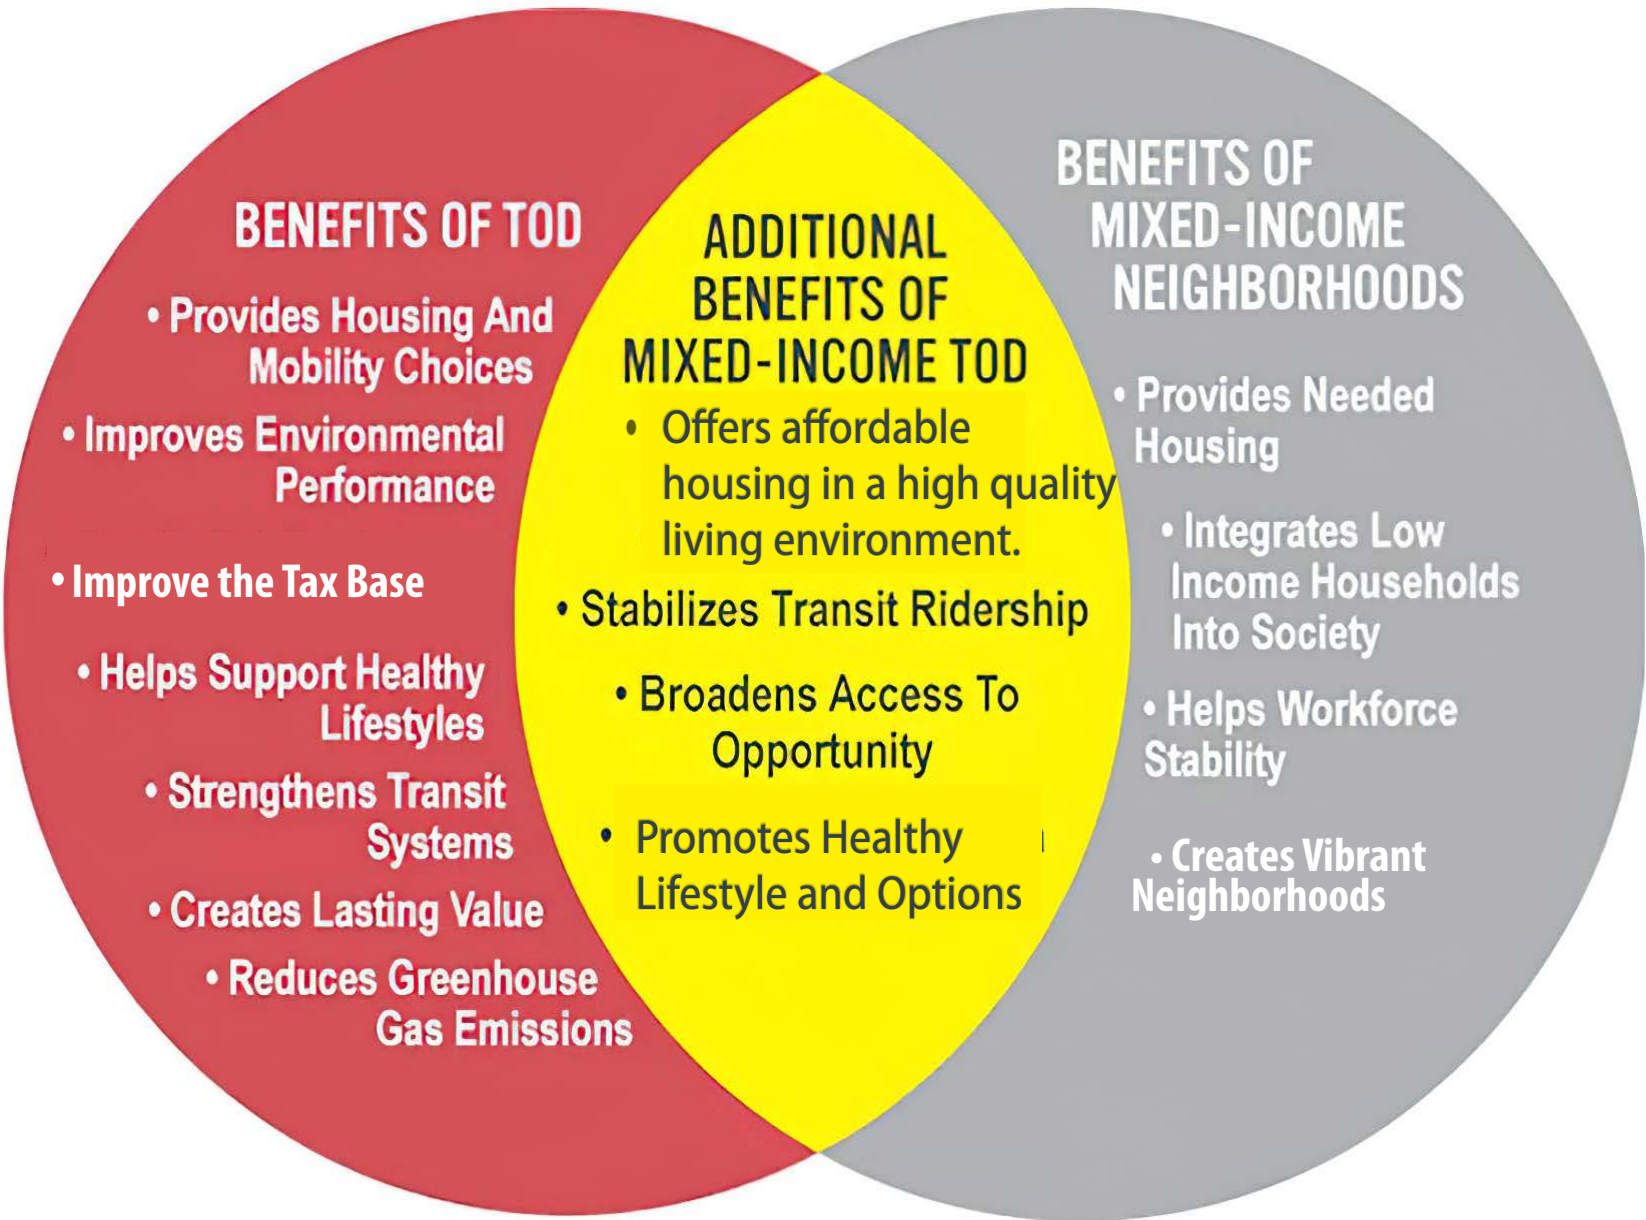 BENEFITS OF TOD
• Provides Housing And
Mobility Choices
• Improves Environmental
Performance
• Improve the Tax Base
• Helps Support Healthy
Lifestyles
• Strengthens Transit
Systems
• Creates Lasting Value
• Reduces Greenhouse
Gas Emissions
ADDITIONAL
BENEFITS OF
MIXED-INCOME TOD
• Offers affordable
housing in a high quality
living environment.
• Stabilizes Transit Ridership
• Broadens Access To
Opportunity
• Promotes Healthy
Lifestyle and Options
BENEFITS OF
MIXED-INCOME
NEIGHBORHOODS
• Provides Needed
Housing
• Integrates Low
Income Households
Into Society
• Helps Workforce
Stability
• Creates Vibrant
Neighborhoods